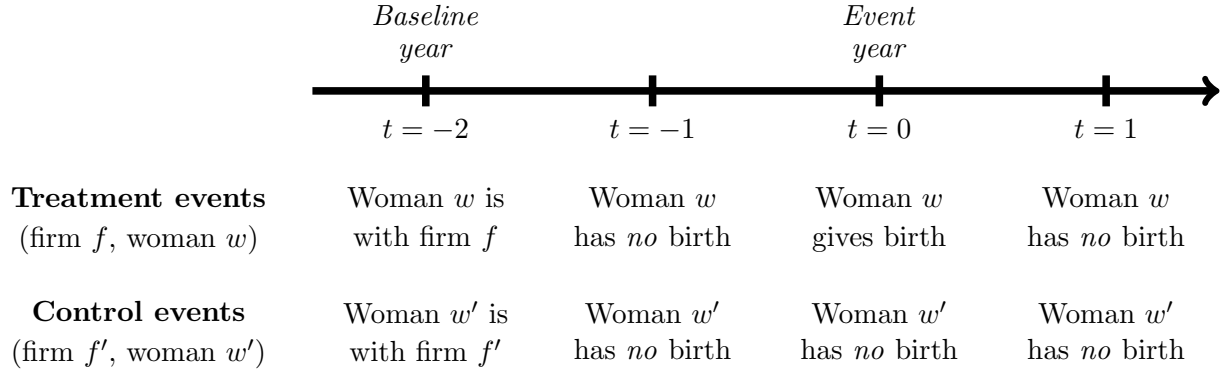 Baseline year
Event year
t = −2
t = −1
t = 0
t = 1
Treatment events
(firm f, woman w)
Woman w is
with firm f
Woman w
has no birth
Woman w
gives birth
Woman w
has no birth
Control events
(firm f′, woman w′)
Woman w′ is
with firm f′
Woman w′
has no birth
Woman w′
has no birth
Woman w′
has no birth